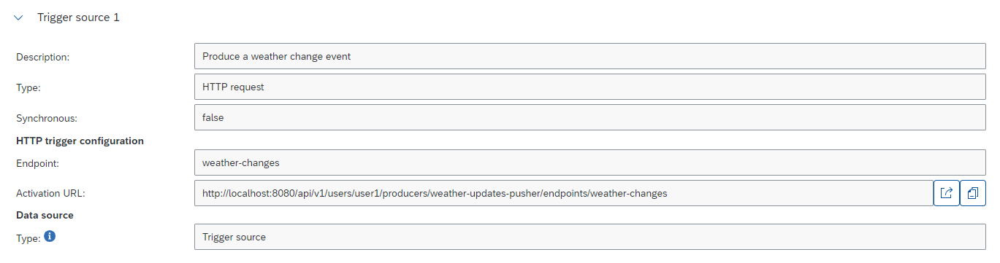 Trigger source 1
Description: Produce a weather change event
Type: HTTP request
Synchronous: false
HTTP trigger configuration
Endpoint: weather-changes
Activation URL: http://localhost:8080/api/v1/users/user1/producers/weather-updates-pusher/endpoints/weather-changes
Data source
Type: Trigger source